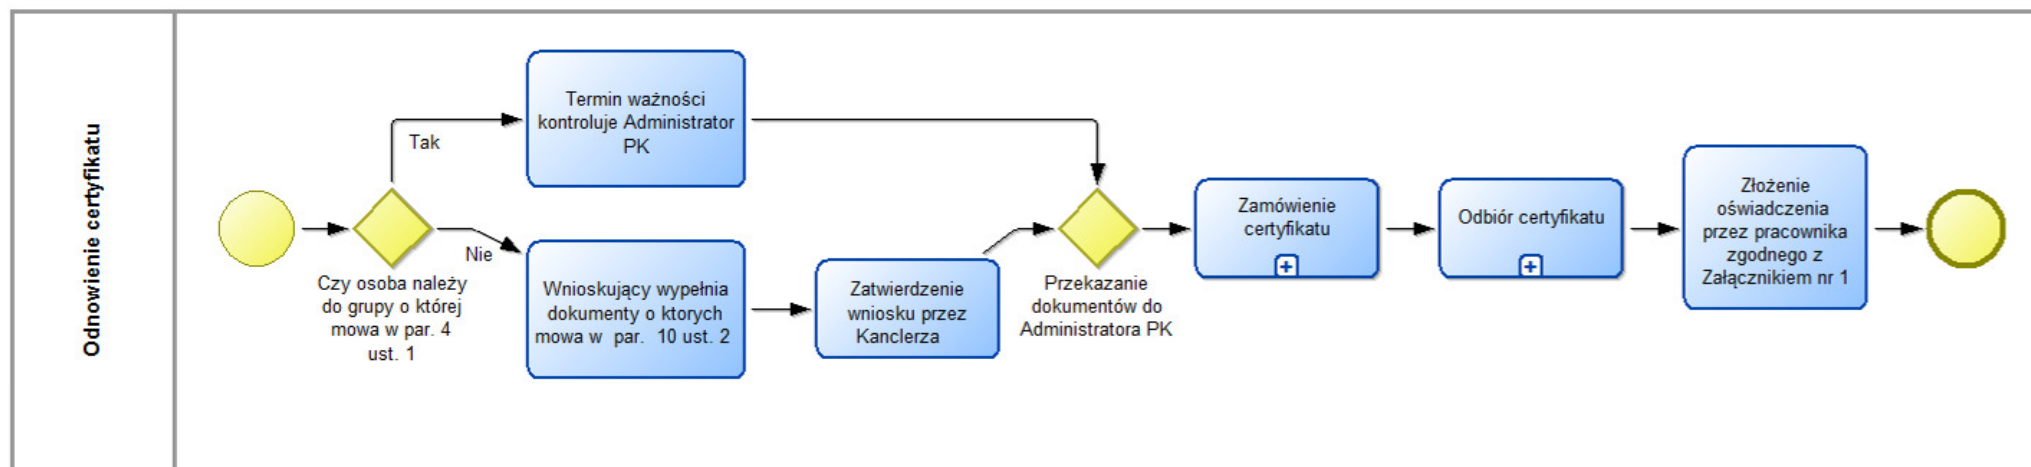 Odnowienie certyfikatu
Czy osoba należy
do grupy o której
mowa w par. 4
ust. 1
Tak
Nie
Termin ważności
kontroluje Administrator
PK
Wnioskujący wypełnia
dokumenty o ktorych
mowa w par. 10 ust. 2
Zatwierdzenie
wniosku przez
Kanclerza
Przekazanie
dokumentów do
Administratora PK
Zamówienie
certyfikatu
Odbiór certyfikatu
Złożenie
oświadczenia
przez pracownika
zgodnego z
Załącznikiem nr 1